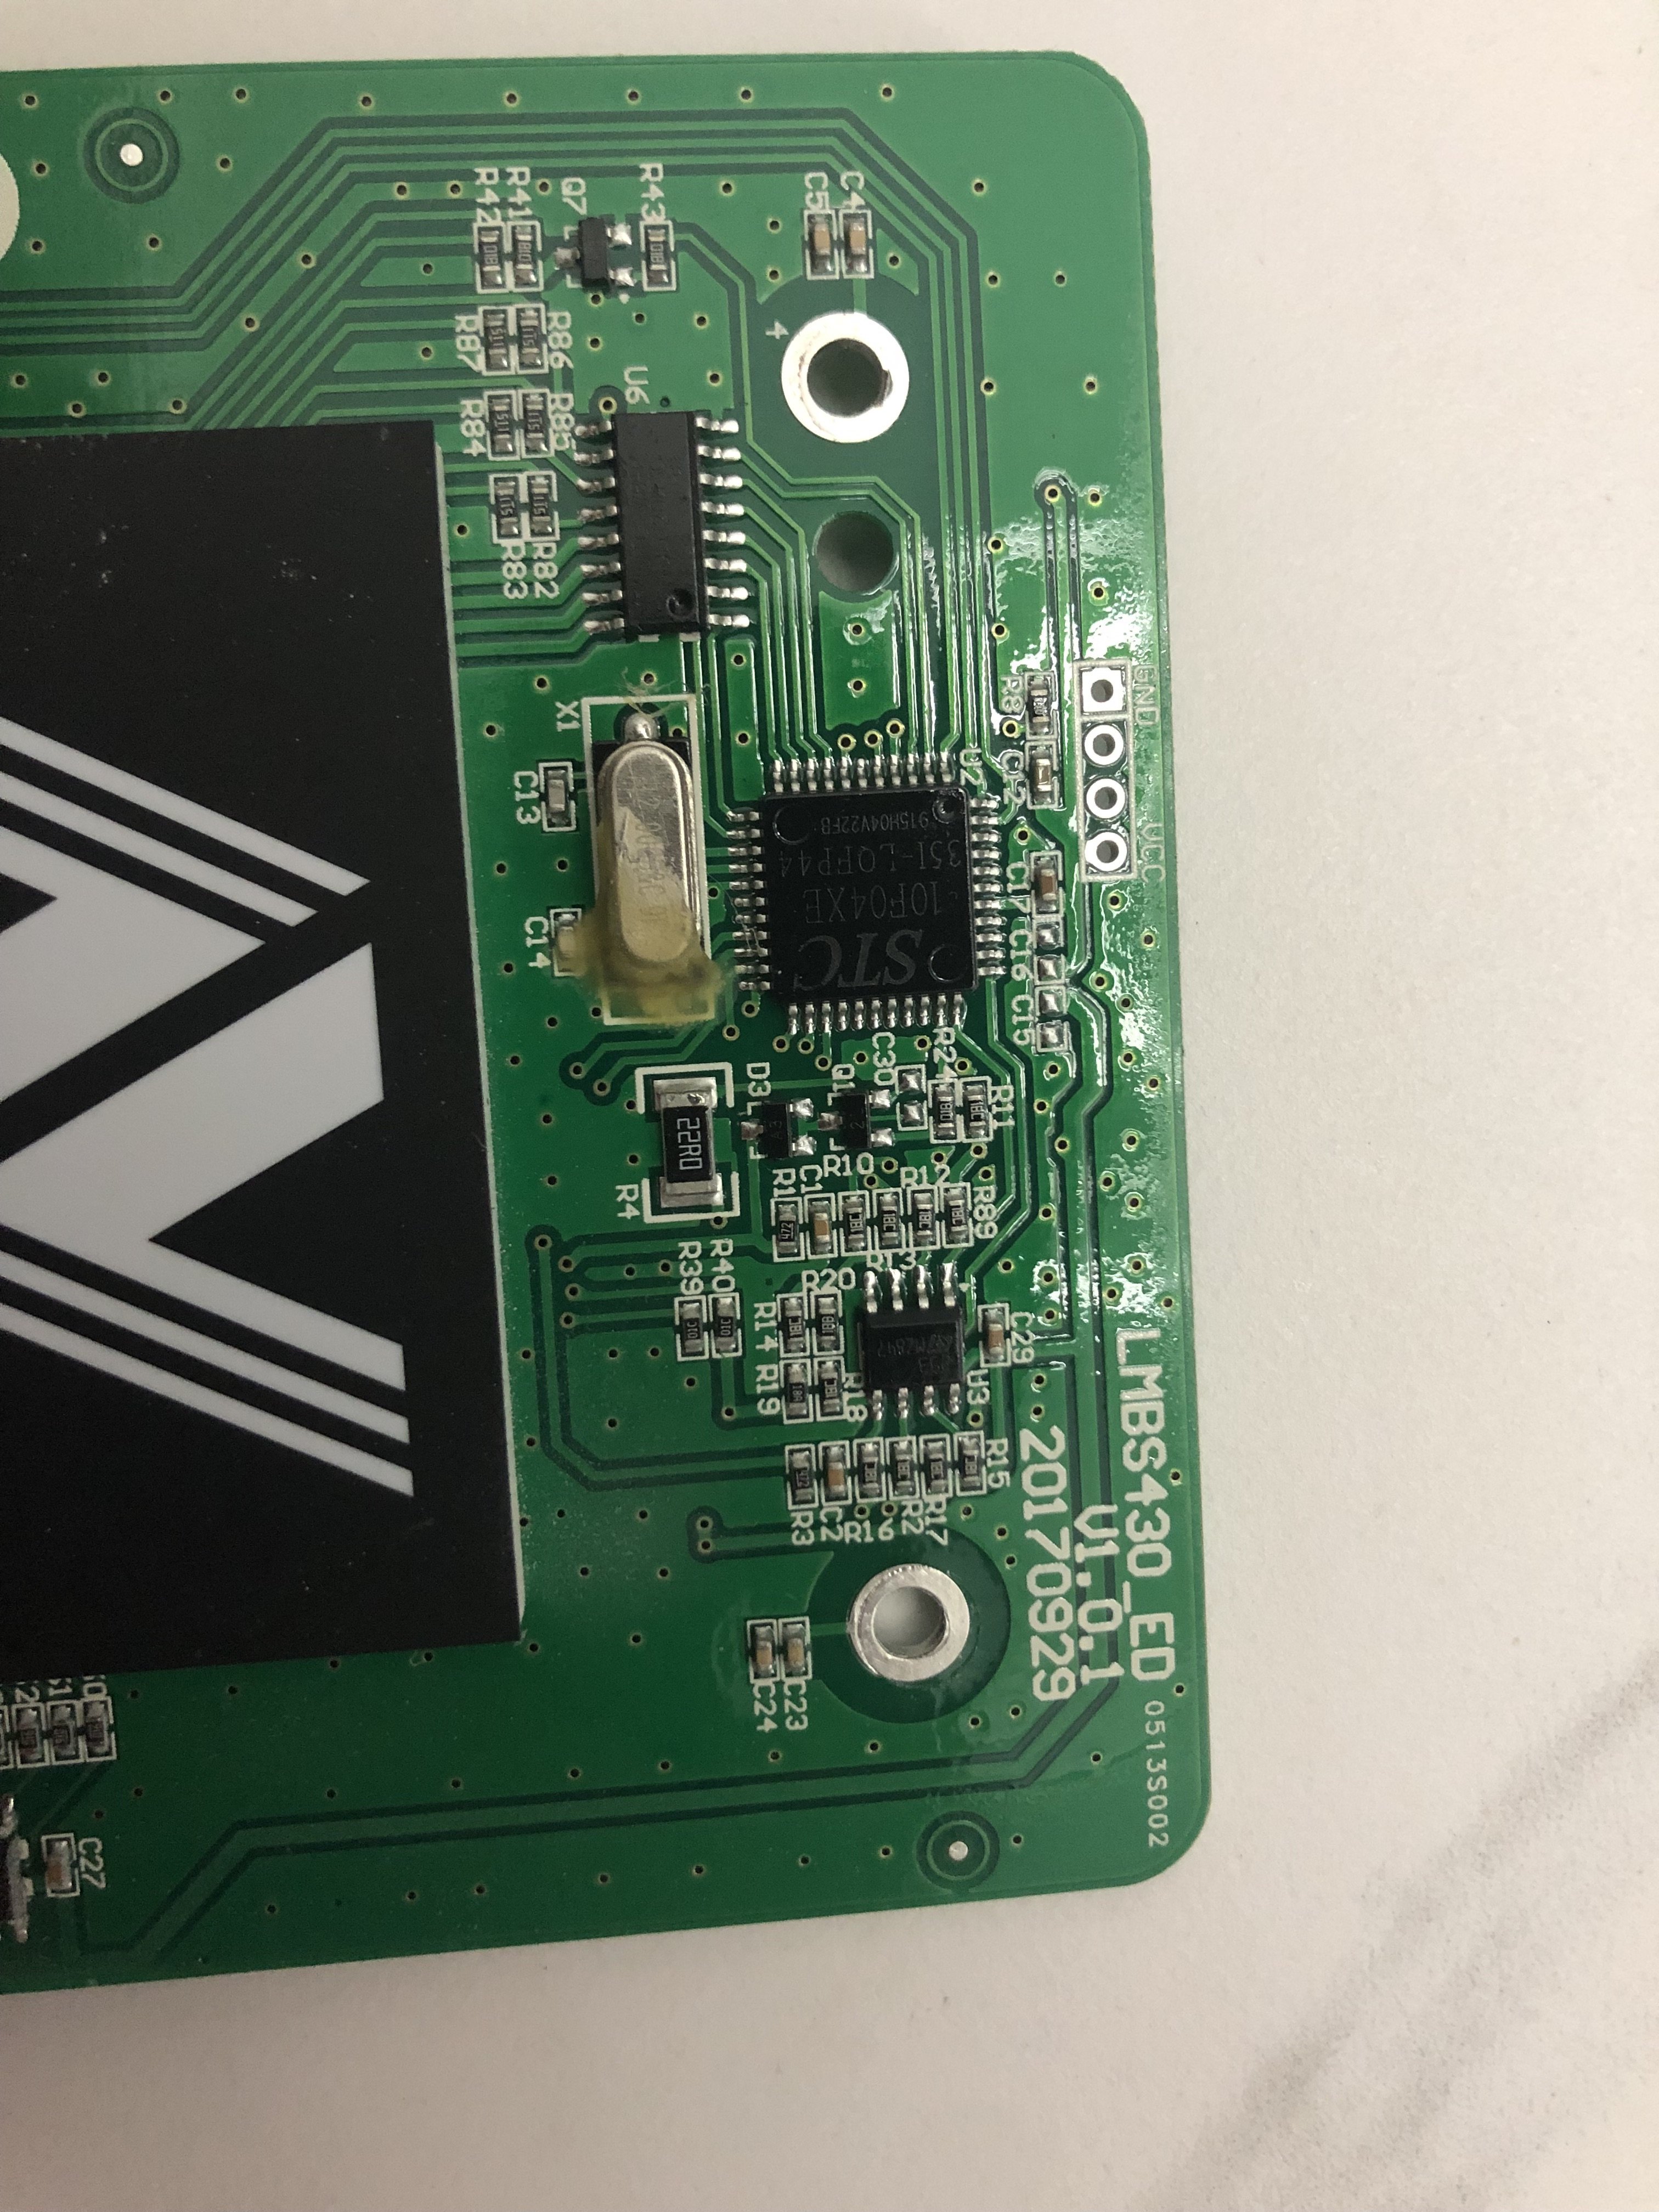 R42
R41
Q7
R43
C5
C4
4
R87
R86
U6
R84
R85
R83
R82
X1
C13
C14
GND
VCC
U2
STC
10F04XE
35I-LQFP44
C17
C16
C15
D3
Q1
C30
R24
R11
22R0
R4
R10
R1
C1
R12
R89
472
R39
R40
R20
R13
R14
R19
R18
C29
U3
R15
R3
C2
R16
R2
R17
LMBS430_ED
V1.0.1
20170929
0513S002
C24
C23
C27